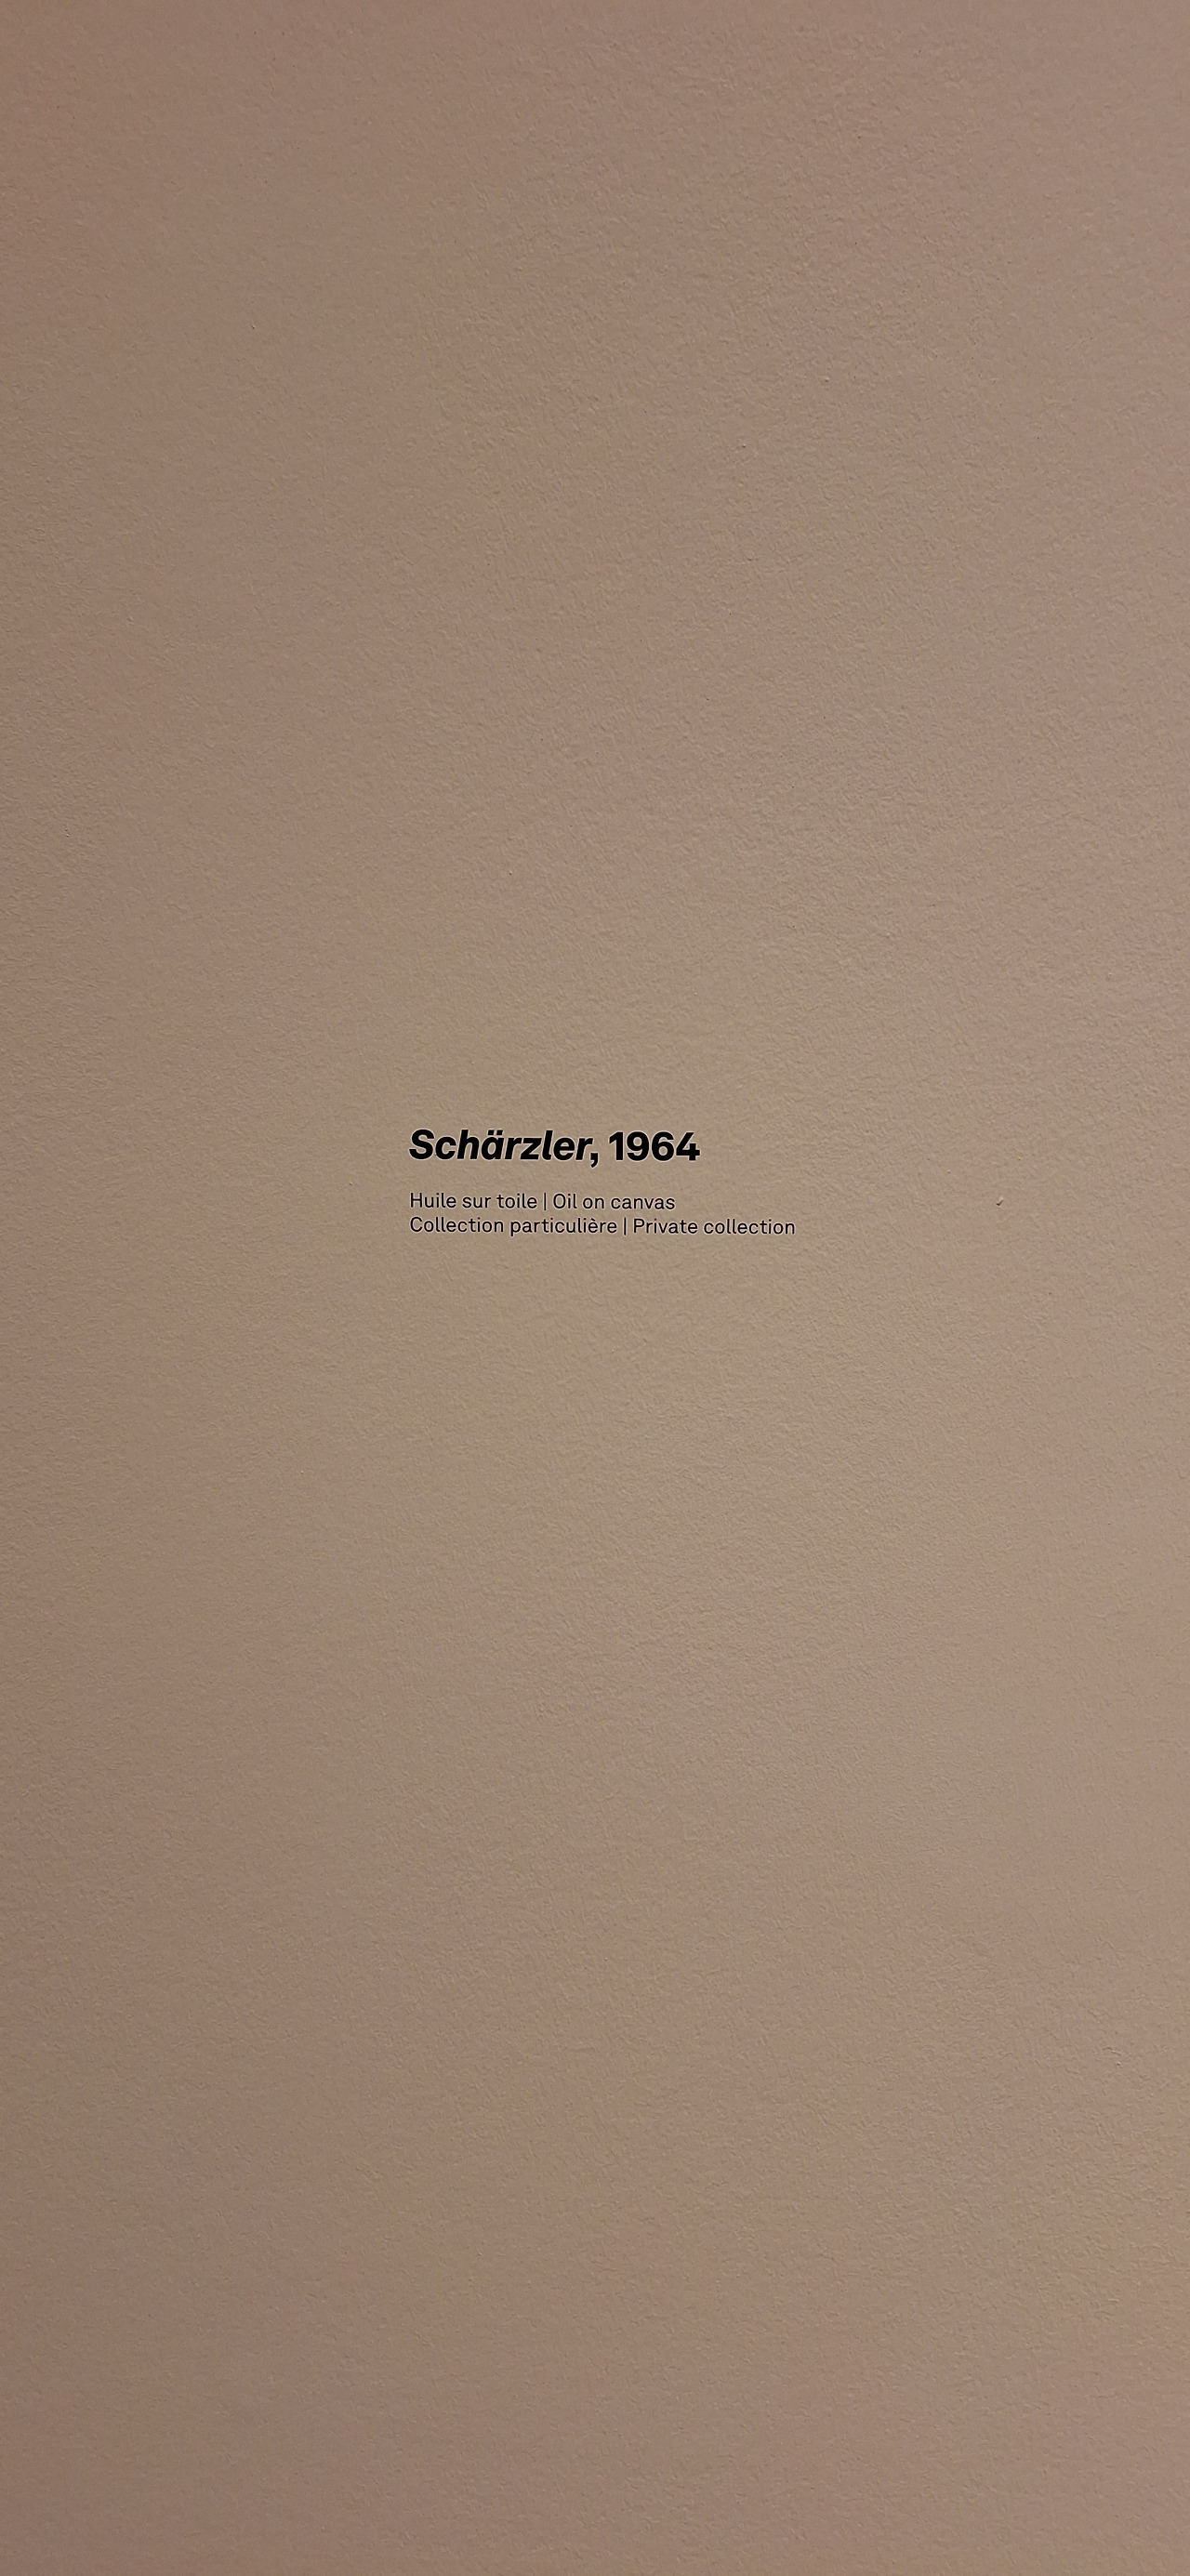 Schärzler, 1964
Huile sur toile | Oil on canvas
Collection particulière | Private collection